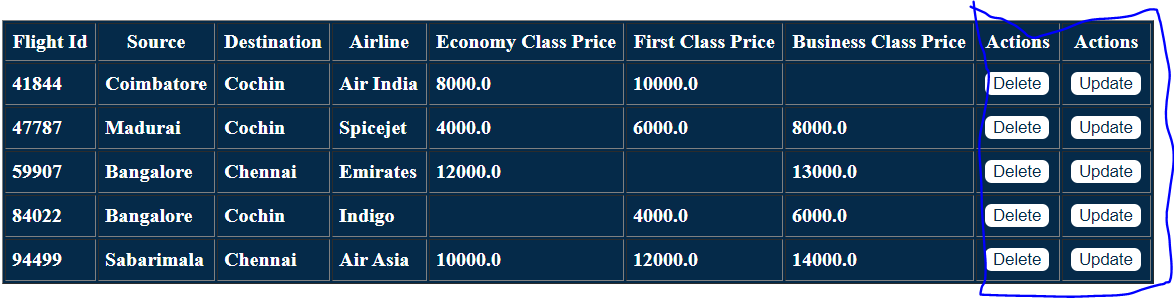 Flight Id Source Destination Airline Economy Class Price First Class Price Business Class Price Actions Actions
41844 Coimbatore Cochin Air India 8000.0 10000.0 Delete Update
47787 Madurai Cochin Spicejet 4000.0 6000.0 8000.0 Delete Update
59907 Bangalore Chennai Emirates 12000.0 13000.0 Delete Update
84022 Bangalore Cochin Indigo 4000.0 6000.0 Delete Update
94499 Sabarimala Chennai Air Asia 10000.0 12000.0 14000.0 Delete Update